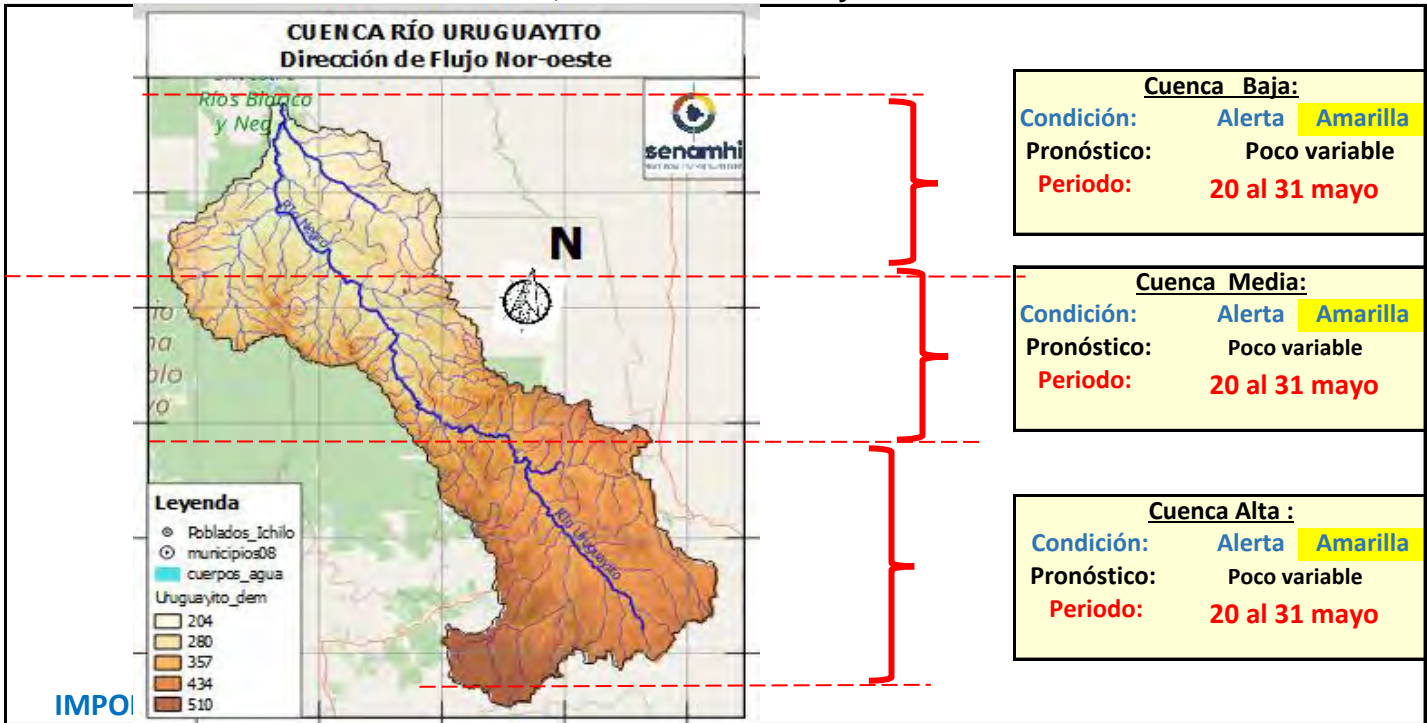 CUENCA RÍO URUGUAYITO
Dirección de Flujo Nor-oeste
Ríos Blanco
y Neg
senamhi
Río Negro
N
Río Uruguayito
Leyenda
Poblados_Ichilo
municipios08
cuerpos_agua
Uruguayito_dem
204
280
357
434
510
IMPO
Cuenca Baja:
Condición: Alerta Amarilla
Pronóstico: Poco variable
Periodo: 20 al 31 mayo
Cuenca Media:
Condición: Alerta Amarilla
Pronóstico: Poco variable
Periodo: 20 al 31 mayo
Cuenca Alta :
Condición: Alerta Amarilla
Pronóstico: Poco variable
Periodo: 20 al 31 mayo